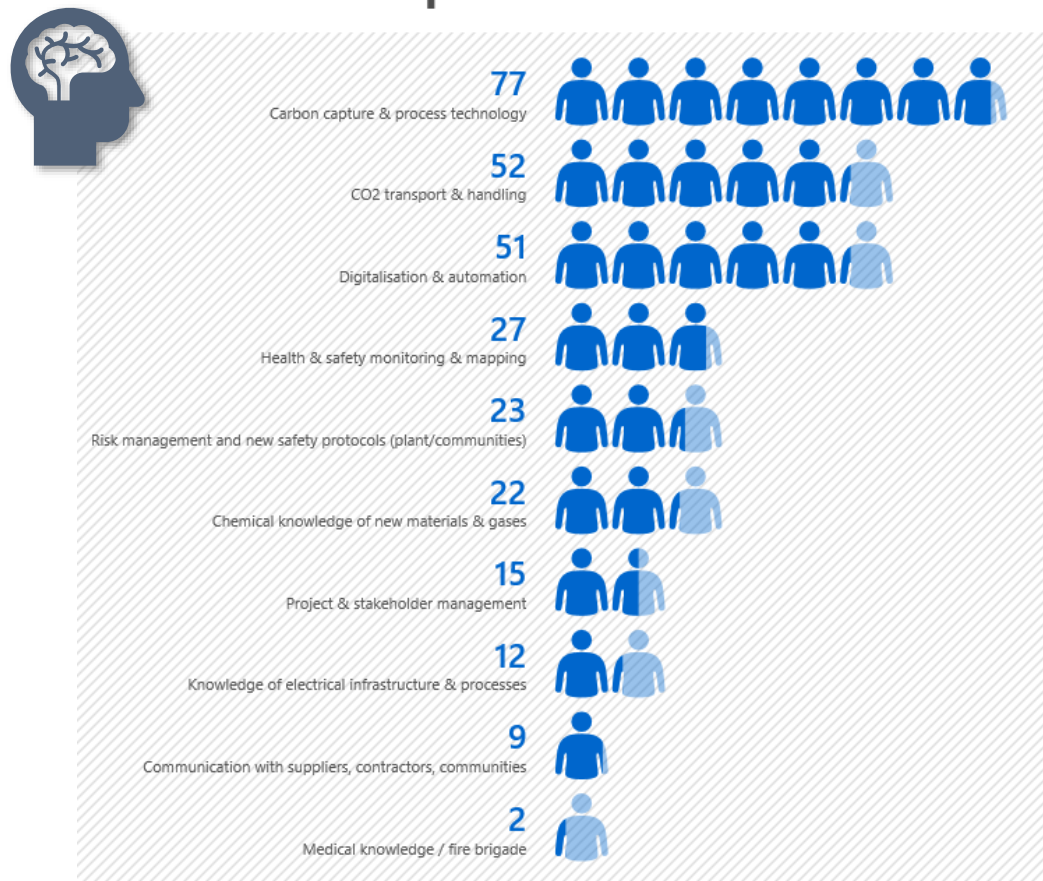 77
Carbon capture & process technology
52
CO2 transport & handling
51
Digitalisation & automation
27
Health & safety monitoring & mapping
23
Risk management and new safety protocols (plant/communities)
22
Chemical knowledge of new materials & gases
15
Project & stakeholder management
12
Knowledge of electrical infrastructure & processes
9
Communication with suppliers, contractors, communities
2
Medical knowledge / fire brigade